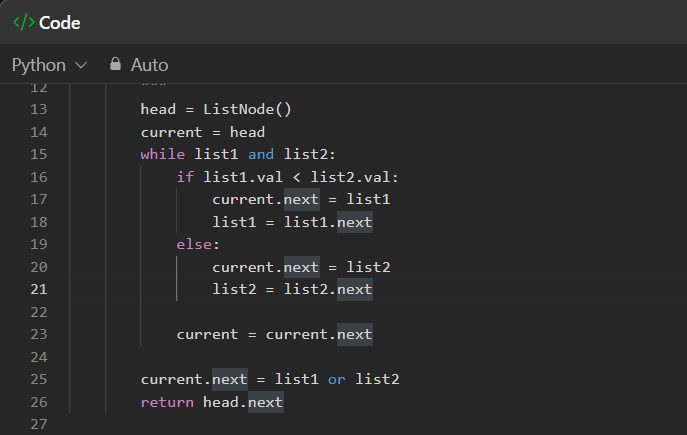 </> Code
Python Auto
12 """
13 head = ListNode()
14 current = head
15 while list1 and list2:
16 if list1.val < list2.val:
17 current.next = list1
18 list1 = list1.next
19 else:
20 current.next = list2
21 list2 = list2.next
22
23 current = current.next
24
25 current.next = list1 or list2
26 return head.next
27